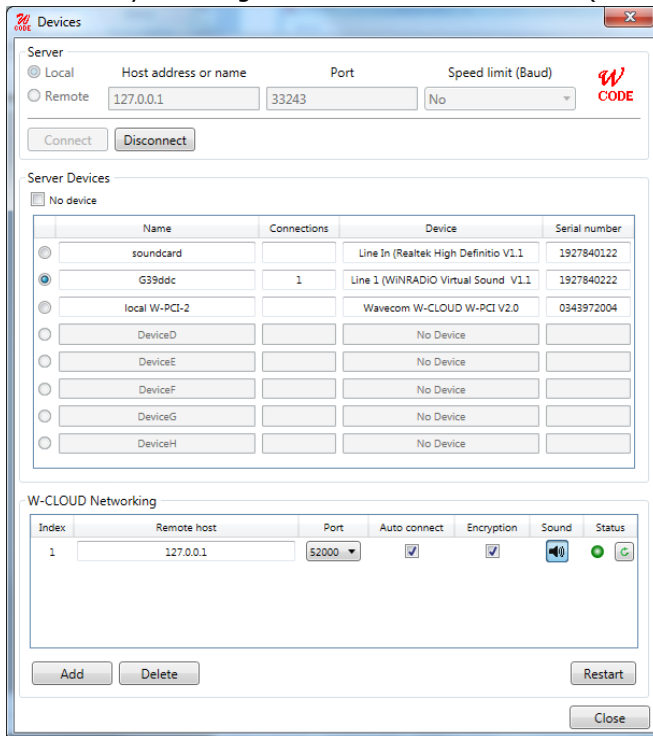 W CODE Devices
Server
Local Host address or name Port Speed limit (Baud)
Remote 127.0.0.1 33243 No
W CODE
Connect Disconnect
Server Devices
No device
Name Connections Device Serial number
soundcard Line In (Realtek High Definitio V1.1 1927840122
G39ddc 1 Line 1 (WiNRADiO Virtual Sound V1.1 1927840222
local W-PCI-2 Wavecom W-CLOUD W-PCI V2.0 0343972004
DeviceD No Device
DeviceE No Device
DeviceF No Device
DeviceG No Device
DeviceH No Device
W-CLOUD Networking
Index Remote host Port Auto connect Encryption Sound Status
1 127.0.0.1 52000
Add Delete Restart
Close